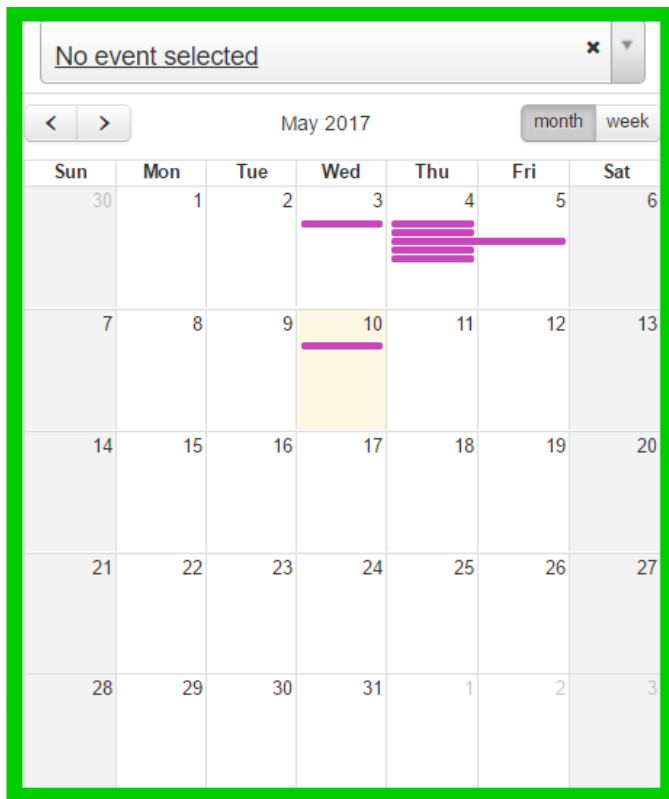 No event selected
May 2017 month week
Sun Mon Tue Wed Thu Fri Sat
30 1 2 3 4 5 6
7 8 9 10 11 12 13
14 15 16 17 18 19 20
21 22 23 24 25 26 27
28 29 30 31 1 2 3